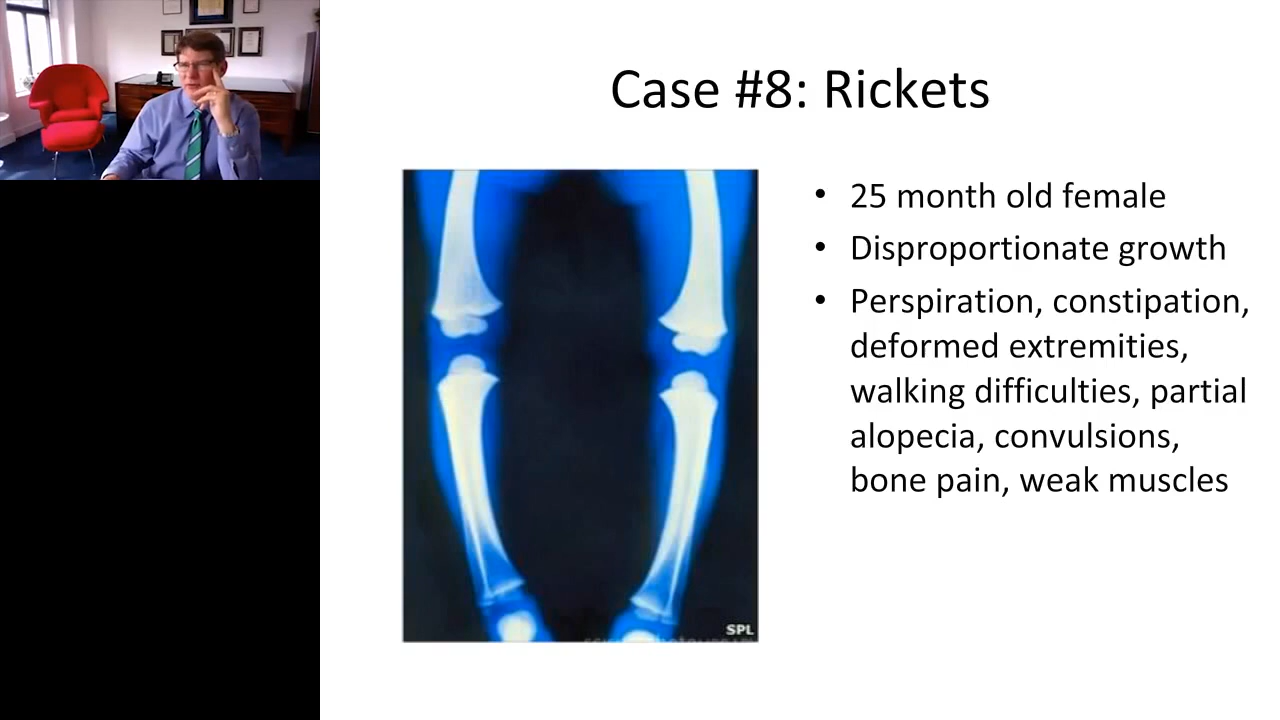 Case #8: Rickets
• 25 month old female
• Disproportionate growth
• Perspiration, constipation,
deformed extremities,
walking difficulties, partial
alopecia, convulsions,
bone pain, weak muscles
SPL